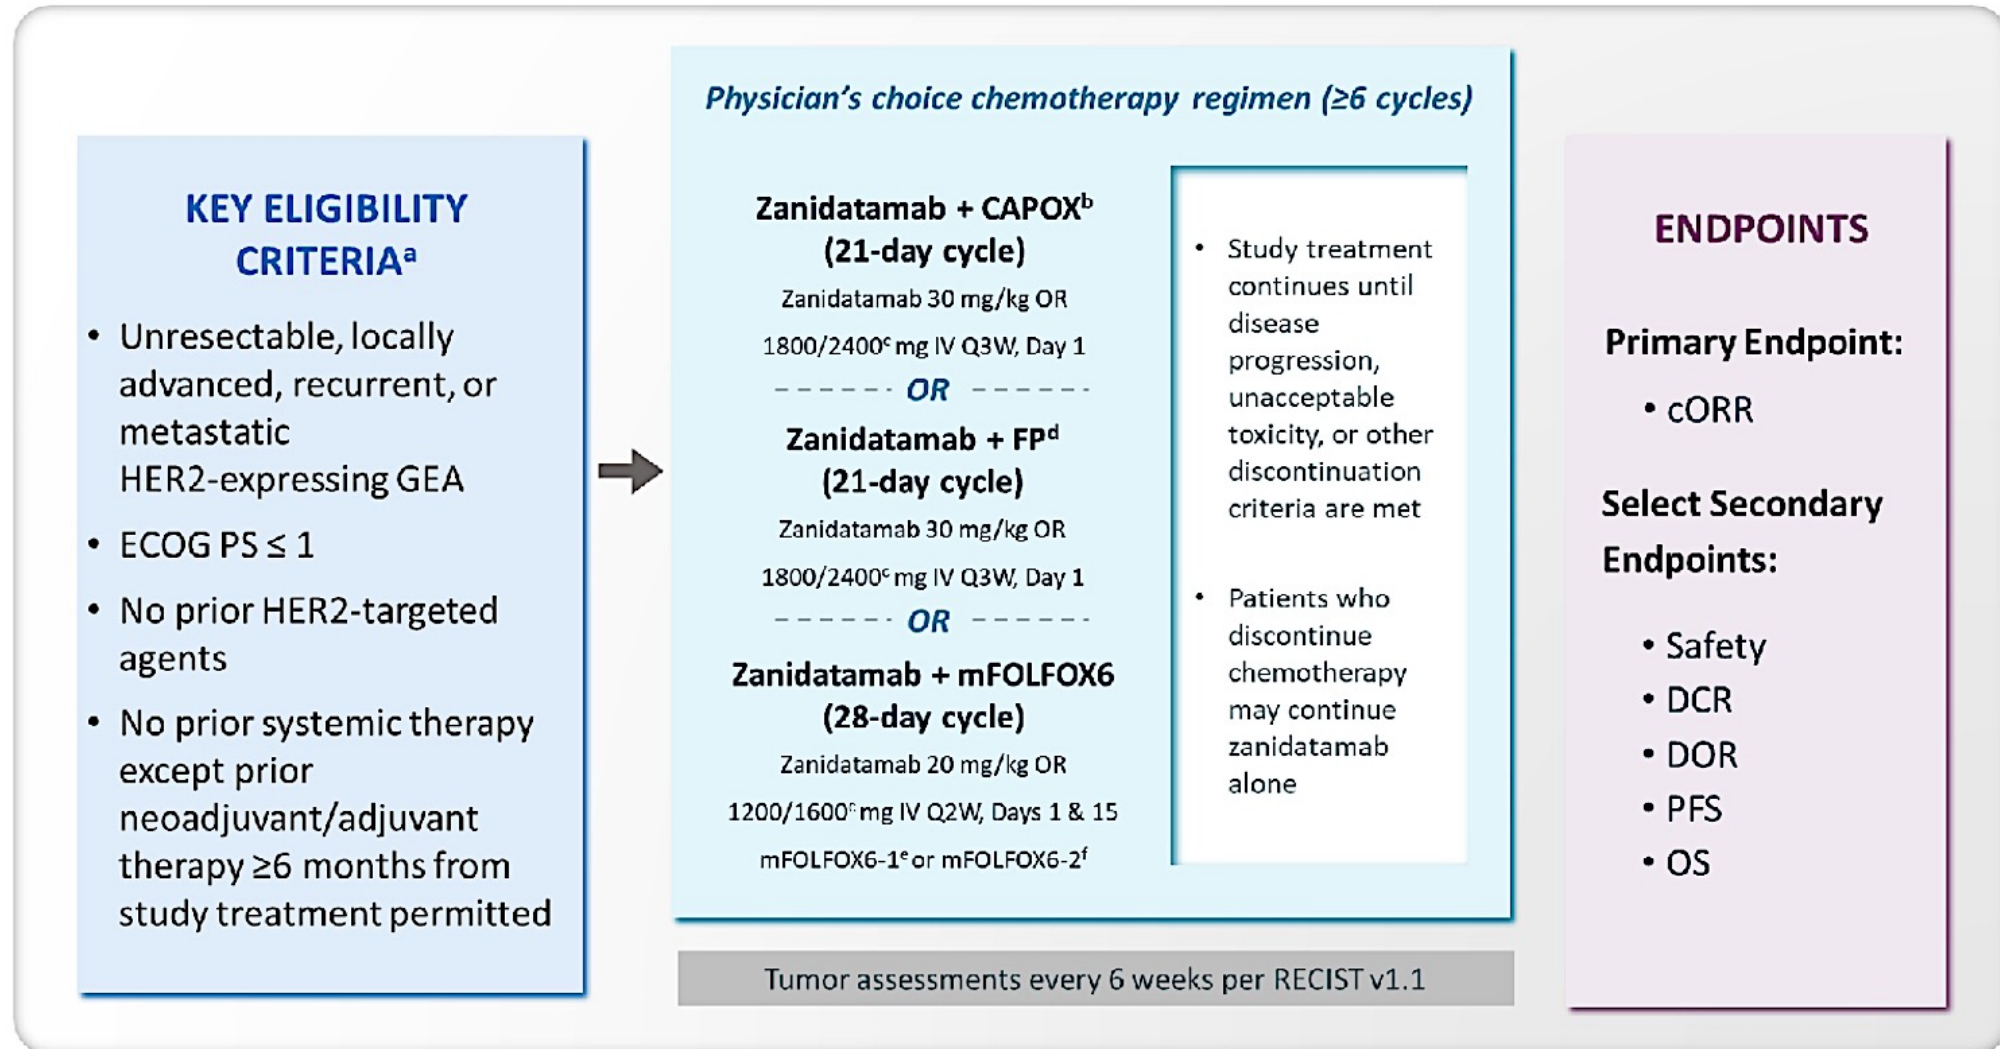 KEY ELIGIBILITY
CRITERIAᵃ
• Unresectable, locally
advanced, recurrent, or
metastatic
HER2-expressing GEA
• ECOG PS ≤ 1
• No prior HER2-targeted
agents
• No prior systemic therapy
except prior
neoadjuvant/adjuvant
therapy ≥6 months from
study treatment permitted
Physician's choice chemotherapy regimen (≥6 cycles)
Zanidatamab + CAPOXᵇ
(21-day cycle)
Zanidatamab 30 mg/kg OR
1800/2400ᶜ mg IV Q3W, Day 1
OR
Zanidatamab + FPᵈ
(21-day cycle)
Zanidatamab 30 mg/kg OR
1800/2400ᶜ mg IV Q3W, Day 1
OR
Zanidatamab + mFOLFOX6
(28-day cycle)
Zanidatamab 20 mg/kg OR
1200/1600ᶜ mg IV Q2W, Days 1 & 15
mFOLFOX6-1ᵉ or mFOLFOX6-2ᶠ
• Study treatment
continues until
disease
progression,
unacceptable
toxicity, or other
discontinuation
criteria are met
• Patients who
discontinue
chemotherapy
may continue
zanidatamab
alone
Tumor assessments every 6 weeks per RECIST v1.1
ENDPOINTS
Primary Endpoint:
• cORR
Select Secondary
Endpoints:
• Safety
• DCR
• DOR
• PFS
• OS